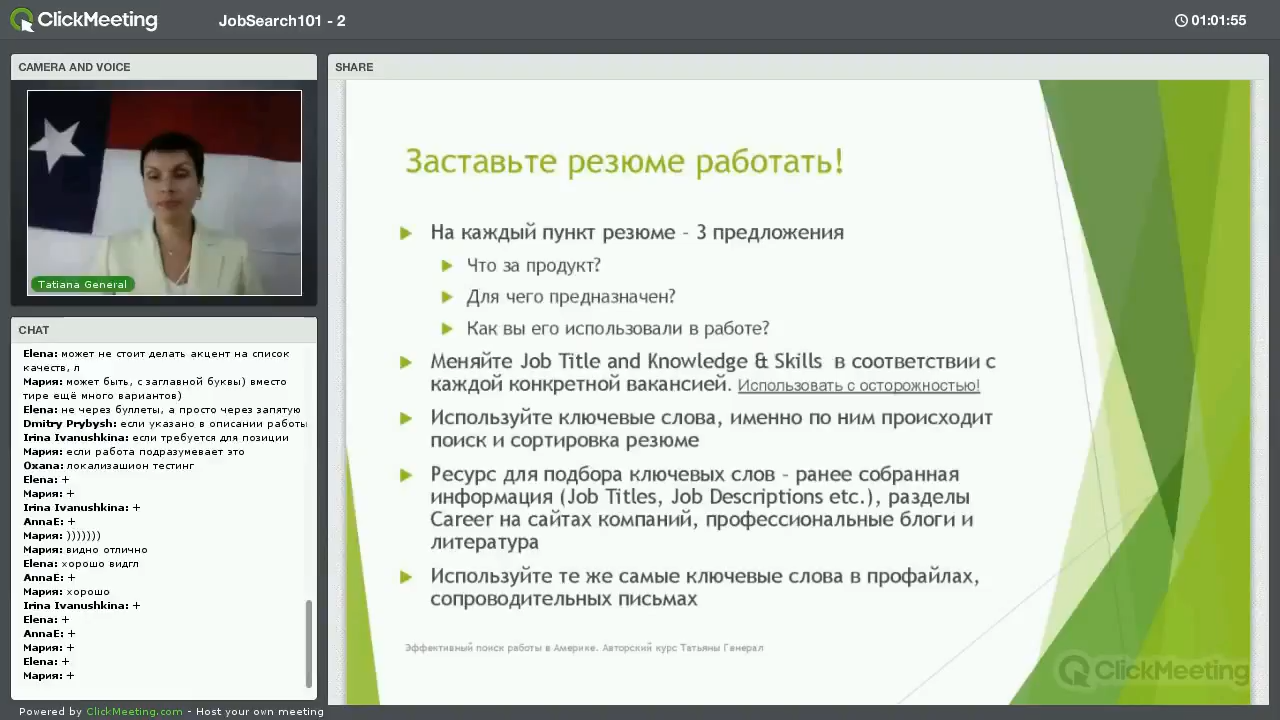 ClickMeeting
JobSearch101 - 2
01:01:55
CAMERA AND VOICE
Tatiana General
CHAT
Elena: может не стоит делать акцент на список
качеств, л
Мария: может быть, с заглавной буквы) вместо
тире ещё много вариантов)
Elena: не через буллеты, а просто через запятую
Dmitry Prybysh: если указано в описании работы
Irina Ivanushkina: если требуется для позиции
Мария: если работа подразумевает это
Oxana: локализашион тестинг
Elena: +
Мария: +
Irina Ivanushkina: +
AnnaE: +
Мария: )))))))
Мария: видно отлично
Elena: хорошо видгл
AnnaE: +
Мария: хорошо
Irina Ivanushkina: +
Elena: +
AnnaE: +
Мария: +
Elena: +
Мария: +
SHARE
Заставьте резюме работать!
На каждый пункт резюме – 3 предложения
Что за продукт?
Для чего предназначен?
Как вы его использовали в работе?
Меняйте Job Title and Knowledge & Skills в соответствии с
каждой конкретной вакансией. Использовать с осторожностью!
Используйте ключевые слова, именно по ним происходит
поиск и сортировка резюме
Ресурс для подбора ключевых слов – ранее собранная
информация (Job Titles, Job Descriptions etc.), разделы
Career на сайтах компаний, профессиональные блоги и
литература
Используйте те же самые ключевые слова в профайлах,
сопроводительных письмах
Эффективный поиск работы в Америке. Авторский курс Татьяны Генерал
ClickMeeting
Powered by ClickMeeting.com - Host your own meeting